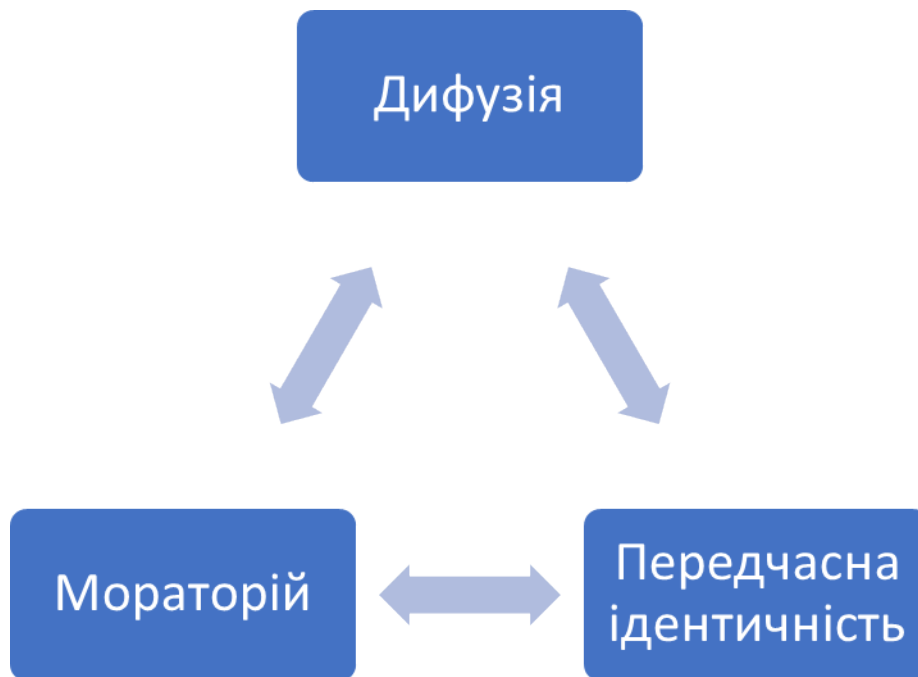 Дифузія
Мораторій
Передчасна
ідентичність